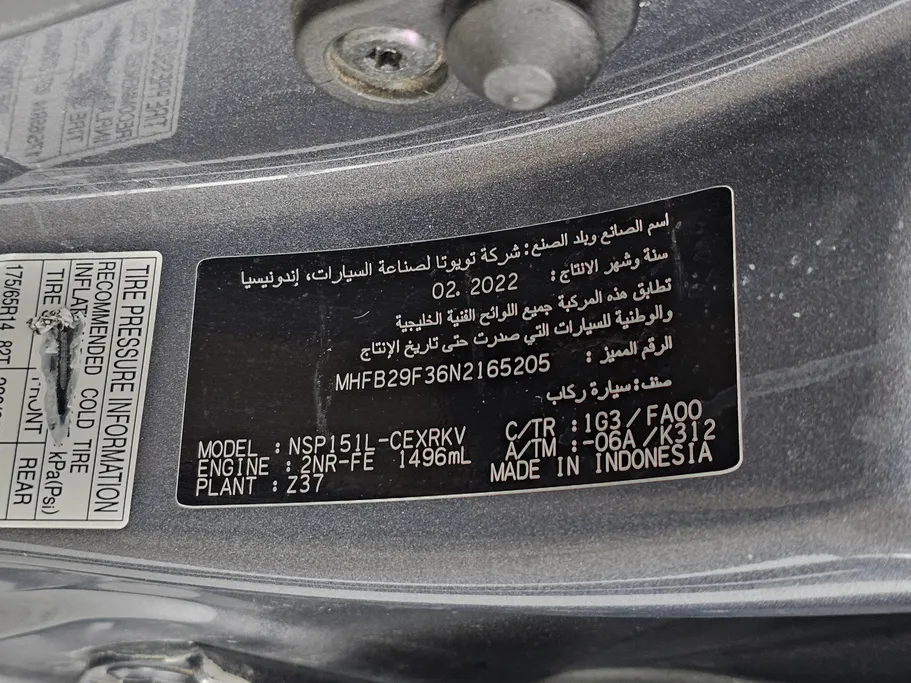 اسم الصانع وبلد الصنع: شركة تويوتا لصناعة السيارات، إندونيسيا
سنة وشهر الانتاج: 02. 2022
تطابق هذه المركبة جميع اللوائح الفنية الخليجية
والوطنية للسيارات التي صدرت حتى تاريخ الإنتاج
الرقم المميز : MHFB29F36N2165205
صنف: سيارة ركاب
MODEL : NSP151L-CEXRKV C/TR :1G3/FA00
ENGINE : 2NR-FE 1496mL A/TM :-06A/K312
PLANT : Z37 MADE IN INDONESIA
TIRE PRESSURE INFORMATION
RECOMMENDED COLD TIRE
TIRE kPa(Psi)
FRONT REAR
175/65R14 82T